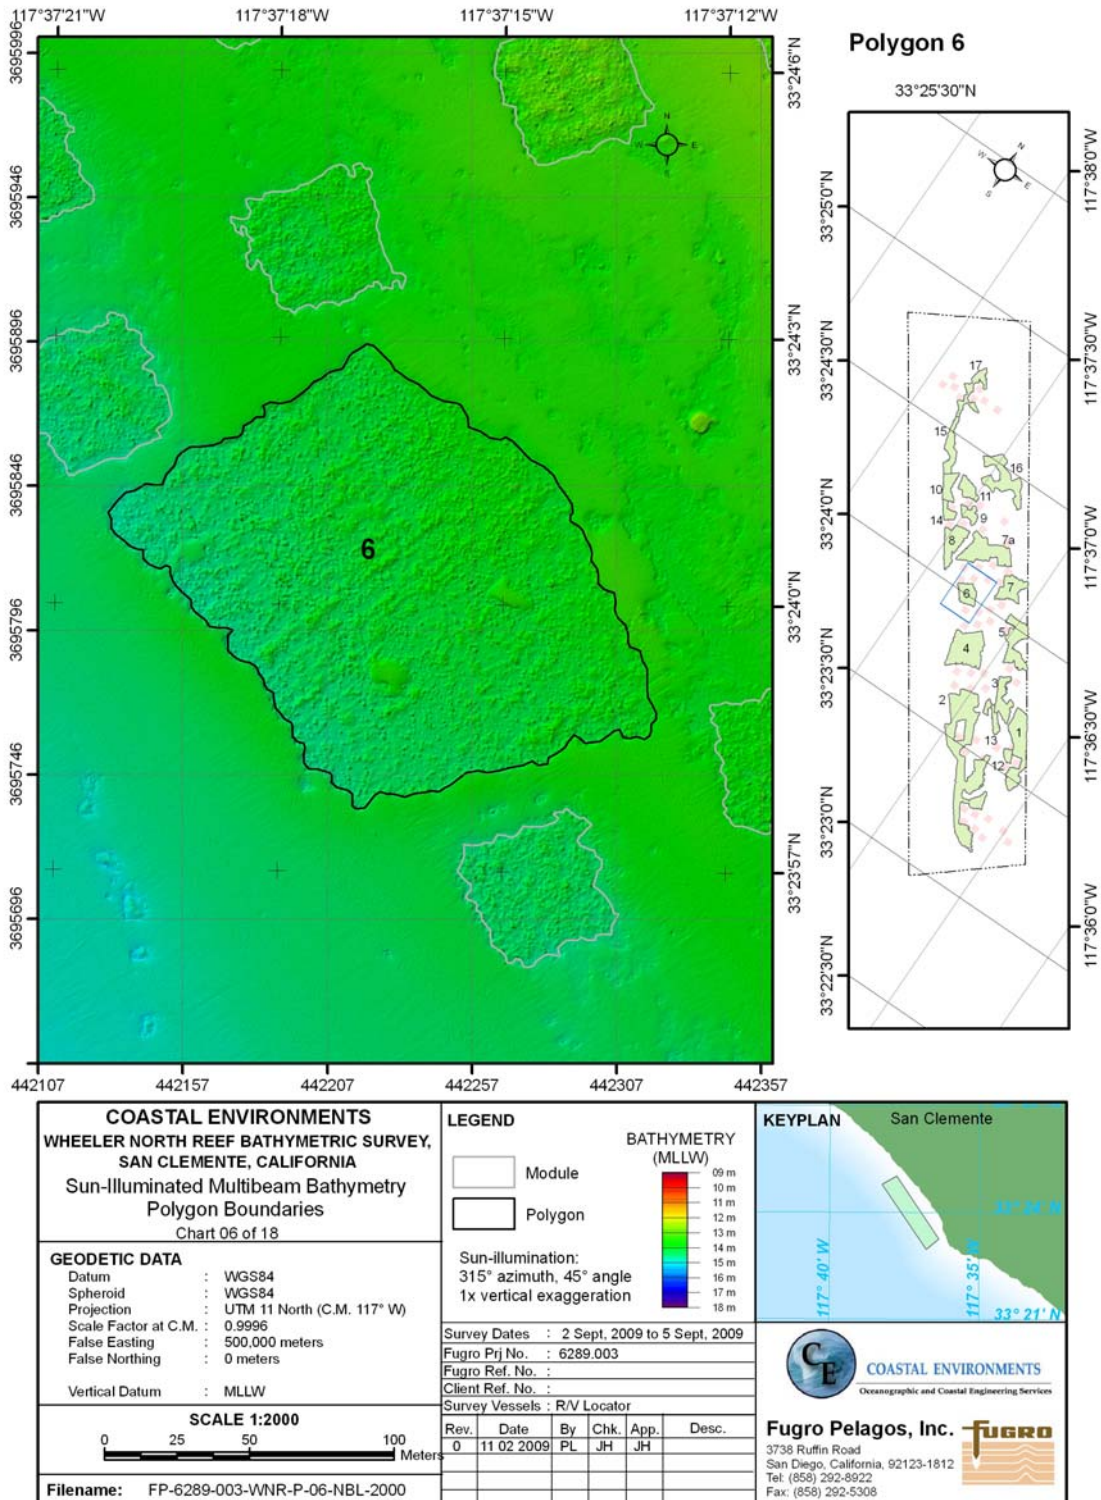 117°37'21"W 117°37'18"W 117°37'15"W 117°37'12"W
3695996
3695946
3695896
3695846
3695796
3695746
3695696
33°24'6"N
33°24'3"N
33°24'0"N
33°23'57"N
N
W E
S
6
442107 442157 442207 442257 442307 442357
Polygon 6
33°25'30"N
33°25'0"N
33°24'30"N
33°24'0"N
33°23'30"N
33°23'0"N
33°22'30"N
117°38'0"W
117°37'30"W
117°37'0"W
117°36'30"W
117°36'0"W
N
W
E
S
17
15
16
10
11
14
9
8
7a
6
7
5
4
3
2
1
13
12
COASTAL ENVIRONMENTS
WHEELER NORTH REEF BATHYMETRIC SURVEY,
SAN CLEMENTE, CALIFORNIA
Sun-Illuminated Multibeam Bathymetry
Polygon Boundaries
Chart 06 of 18
GEODETIC DATA
Datum : WGS84
Spheroid : WGS84
Projection : UTM 11 North (C.M. 117° W)
Scale Factor at C.M. : 0.9996
False Easting : 500,000 meters
False Northing : 0 meters
Vertical Datum : MLLW
SCALE 1:2000
0 25 50 100
Meters
Filename: FP-6289-003-WNR-P-06-NBL-2000
LEGEND
Module
Polygon
BATHYMETRY
(MLLW)
09 m
10 m
11 m
12 m
13 m
14 m
15 m
16 m
17 m
18 m
Sun-illumination:
315° azimuth, 45° angle
1x vertical exaggeration
Survey Dates : 2 Sept, 2009 to 5 Sept, 2009
Fugro Prj No. : 6289.003
Fugro Ref. No. :
Client Ref. No. :
Survey Vessels : R/V Locator
Rev. Date By Chk. App. Desc.
0 11 02 2009 PL JH JH
KEYPLAN
San Clemente
33° 24' N
117° 40' W
117° 35' W
33° 21' N
CE
COASTAL ENVIRONMENTS
Oceanographic and Coastal Engineering Services
Fugro Pelagos, Inc.
3738 Ruffin Road
San Diego, California, 92123-1812
Tel: (858) 292-8922
Fax: (858) 292-5308
FUGRO